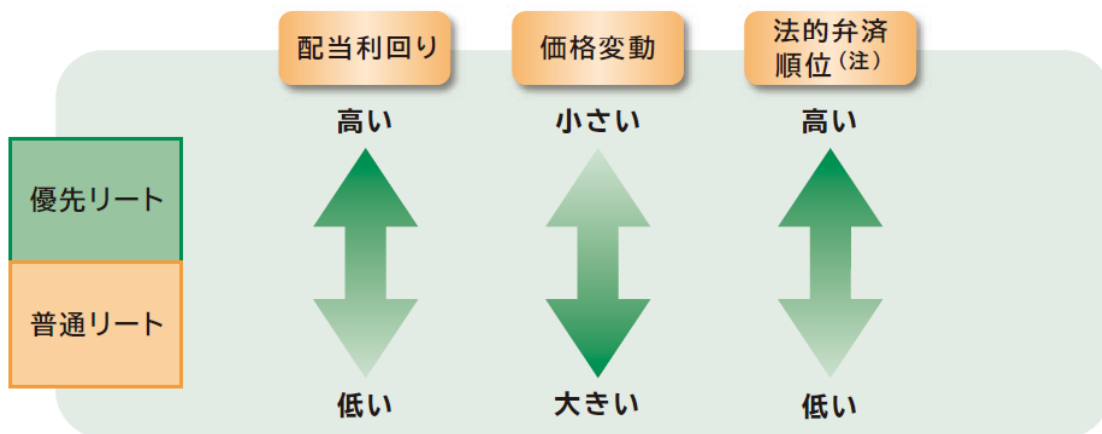 配当利回り
価格変動
法的弁済
順位(注)
高い
小さい
高い
優先リート
普通リート
低い
大きい
低い